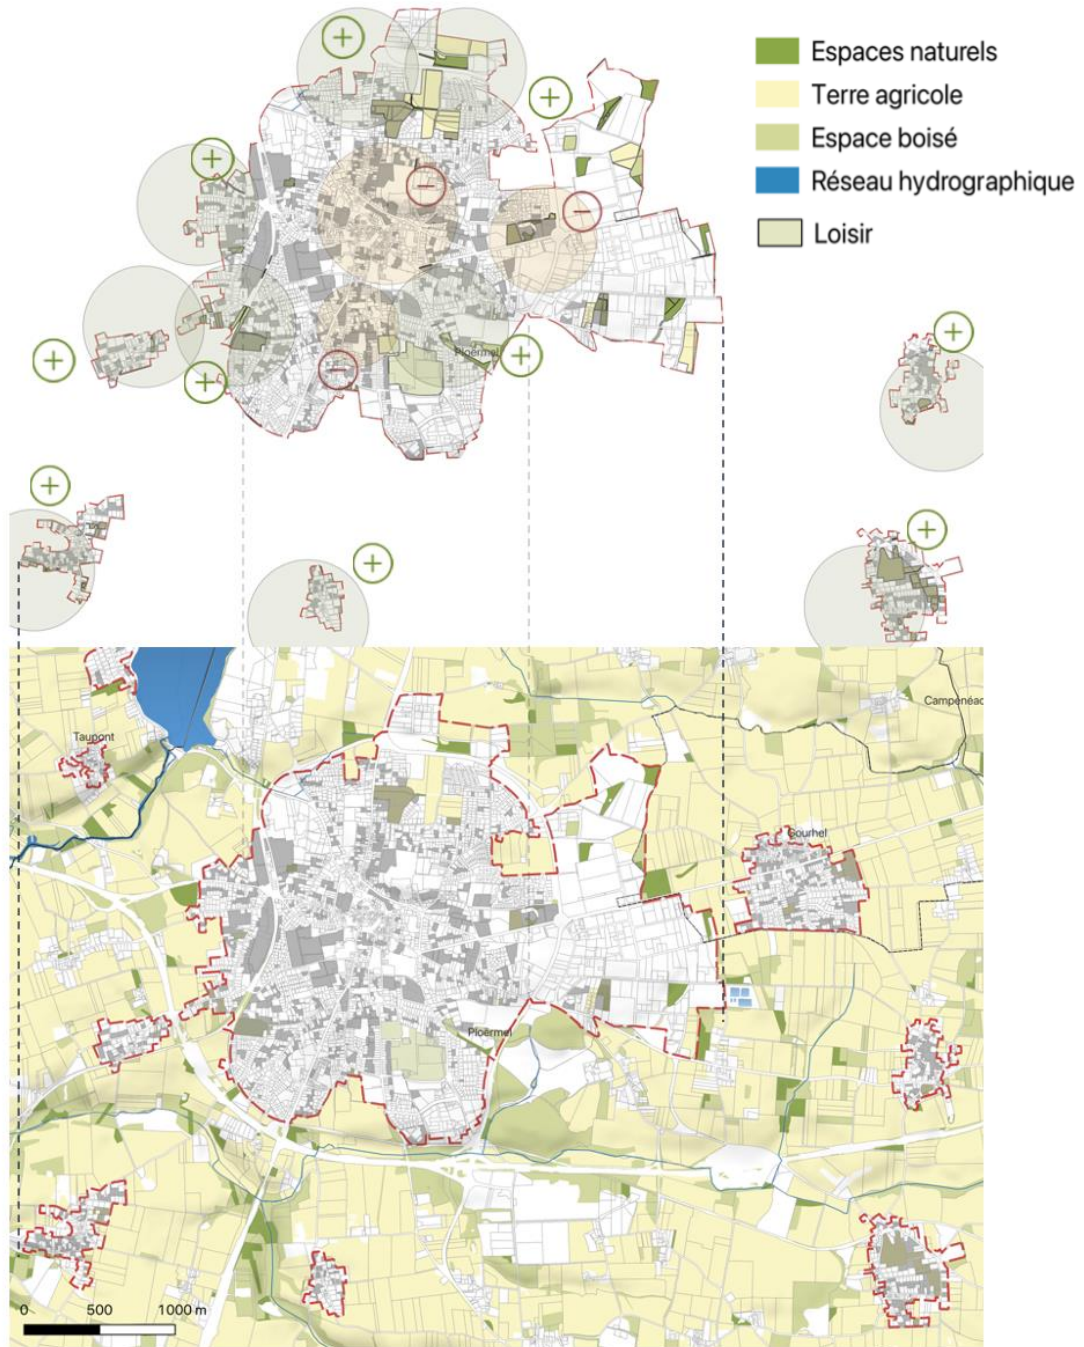 Espaces naturels
Terre agricole
Espace boisé
Réseau hydrographique
Loisir
Ploërmel
Taupont
Campénéac
Gourhel
Ploërmel
0 500 1000 m